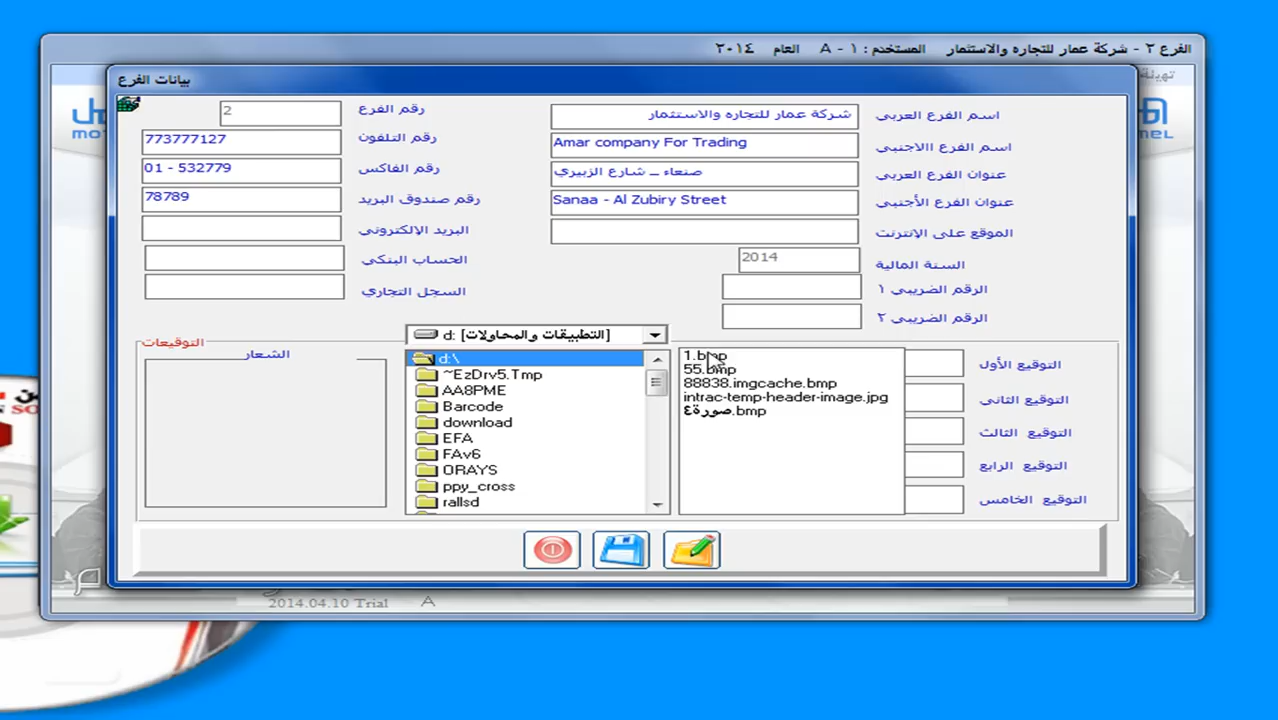 الفرع ٢ - شركة عمار للتجاره والاستثمار    المستخدم : ١ - A    العام ٢٠١٤
تهيئة
بيانات الفرع
اسم الفرع العربي    شركة عمار للتجاره والاستثمار    رقم الفرع    2
اسم الفرع االاجنبي    Amar company For Trading    رقم التلفون    773777127
عنوان الفرع العربي    صنعاء – شارع الزبيري    رقم الفاكس    01 - 532779
عنوان الفرع الأجنبي    Sanaa - Al Zubiry Street    رقم صندوق البريد    78789
الموقع على الإنترنت    البريد الإلكتروني
السنة المالية    2014    الحساب البنكي
الرقم الضريبي ١    السجل التجاري
الرقم الضريبي ٢
d: [التطبيقات والمحاولات]
التوقيعات
الشعار
d:\
~EzDrv5.Tmp
AA8PME
Barcode
download
EFA
FAv6
ORAYS
ppy_cross
rallsd
1.bmp
55.bmp
88838.imgcache.bmp
intrac-temp-header-image.jpg
صورة٤.bmp
التوقيع الأول
التوقيع الثاني
التوقيع الثالث
التوقيع الرابع
التوقيع الخامس
2014.04.10 Trial    A